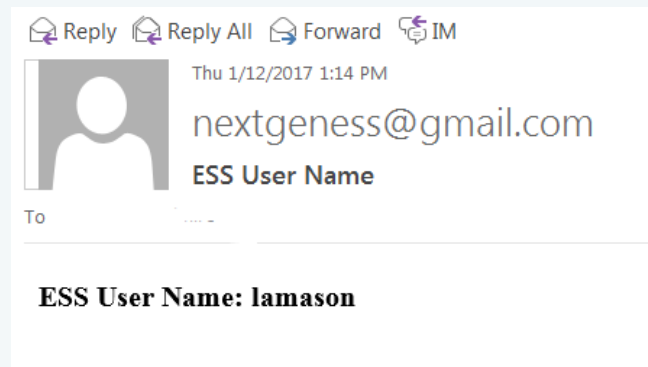 Reply Reply All Forward IM
Thu 1/12/2017 1:14 PM
nextgeness@gmail.com
ESS User Name
To
ESS User Name: lamason